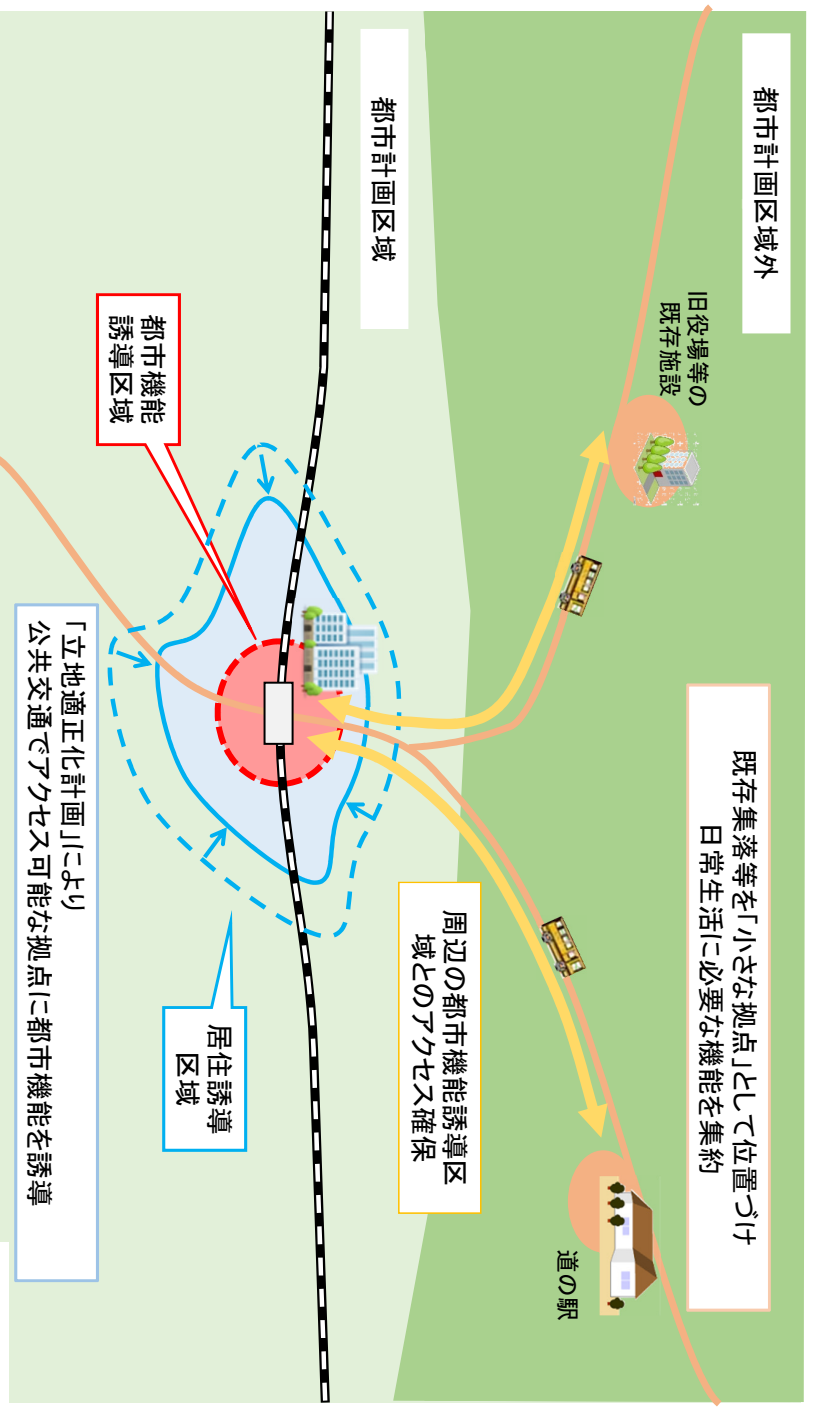 都市計画区域外
旧役場等の
既存施設
既存集落等を「小さな拠点」として位置づけ
日常生活に必要な機能を集約
道の駅
都市計画区域
周辺の都市機能誘導区
域とのアクセス確保
都市機能
誘導区域
居住誘導
区域
「立地適正化計画」により
公共交通でアクセス可能な拠点に都市機能を誘導